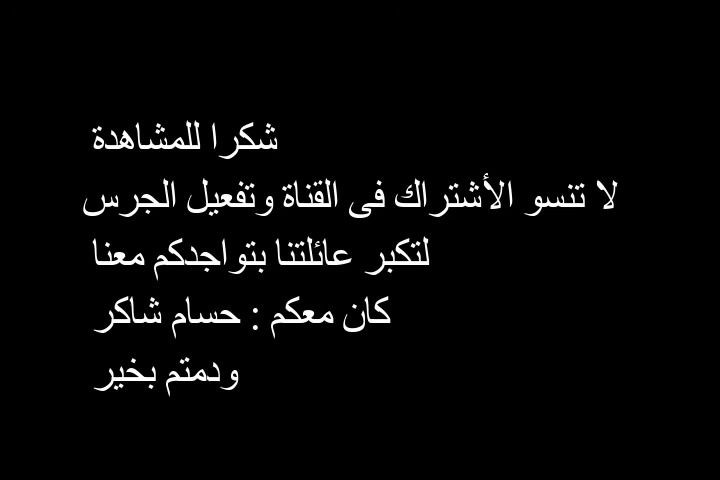 شكرا للمشاهدة
لا تنسو الأشتراك فى القناة وتفعيل الجرس
لتكبر عائلتنا بتواجدكم معنا
كان معكم : حسام شاكر
ودمتم بخير